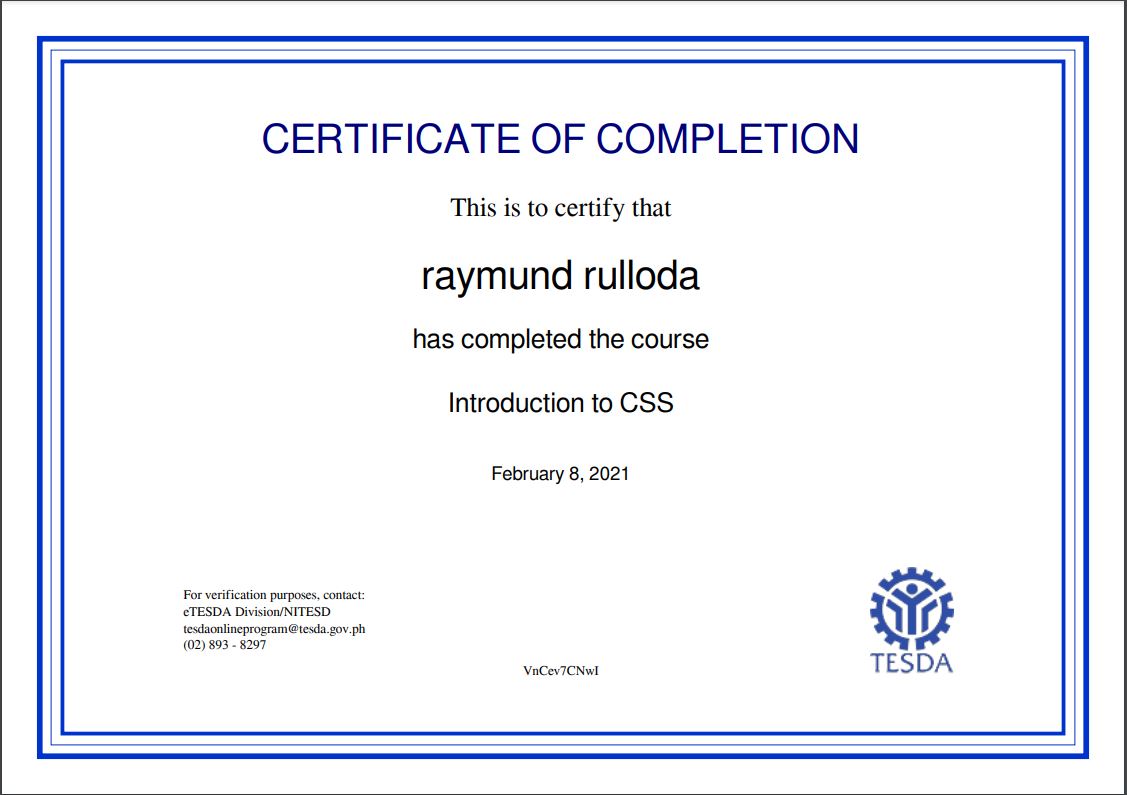 CERTIFICATE OF COMPLETION
This is to certify that
raymund rulloda
has completed the course
Introduction to CSS
February 8, 2021
For verification purposes, contact:
eTESDA Division/NITESD
tesdaonlineprogram@tesda.gov.ph
(02) 893 - 8297
VnCev7CNwI
TESDA